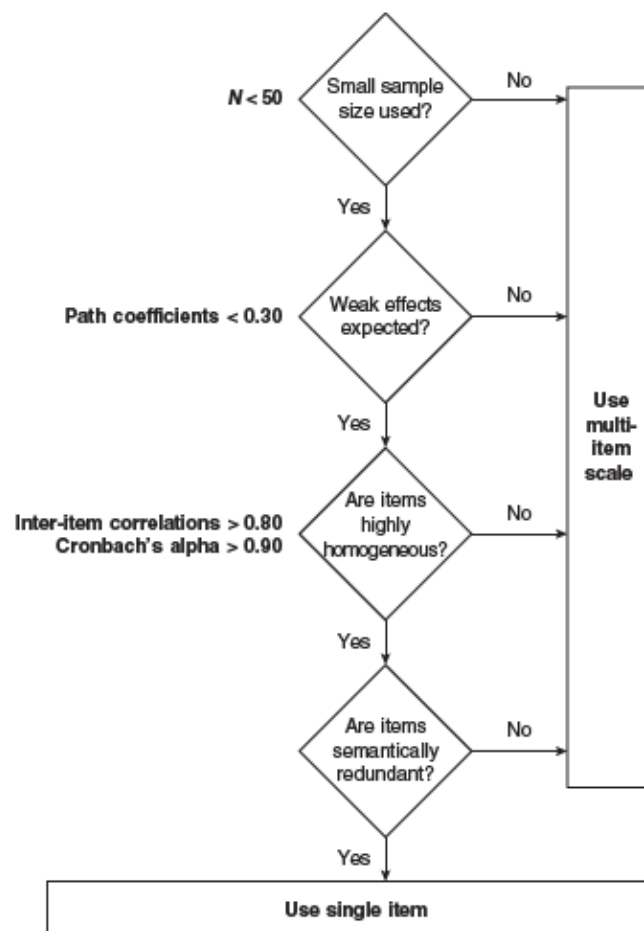 Small sample
size used?
N < 50
No
Yes
Weak effects
expected?
Path coefficients < 0.30
No
Yes
Are items
highly
homogeneous?
Inter-item correlations > 0.80
Cronbach's alpha > 0.90
No
Yes
Are items
semantically
redundant?
No
Yes
Use
multi-
item
scale
Use single item